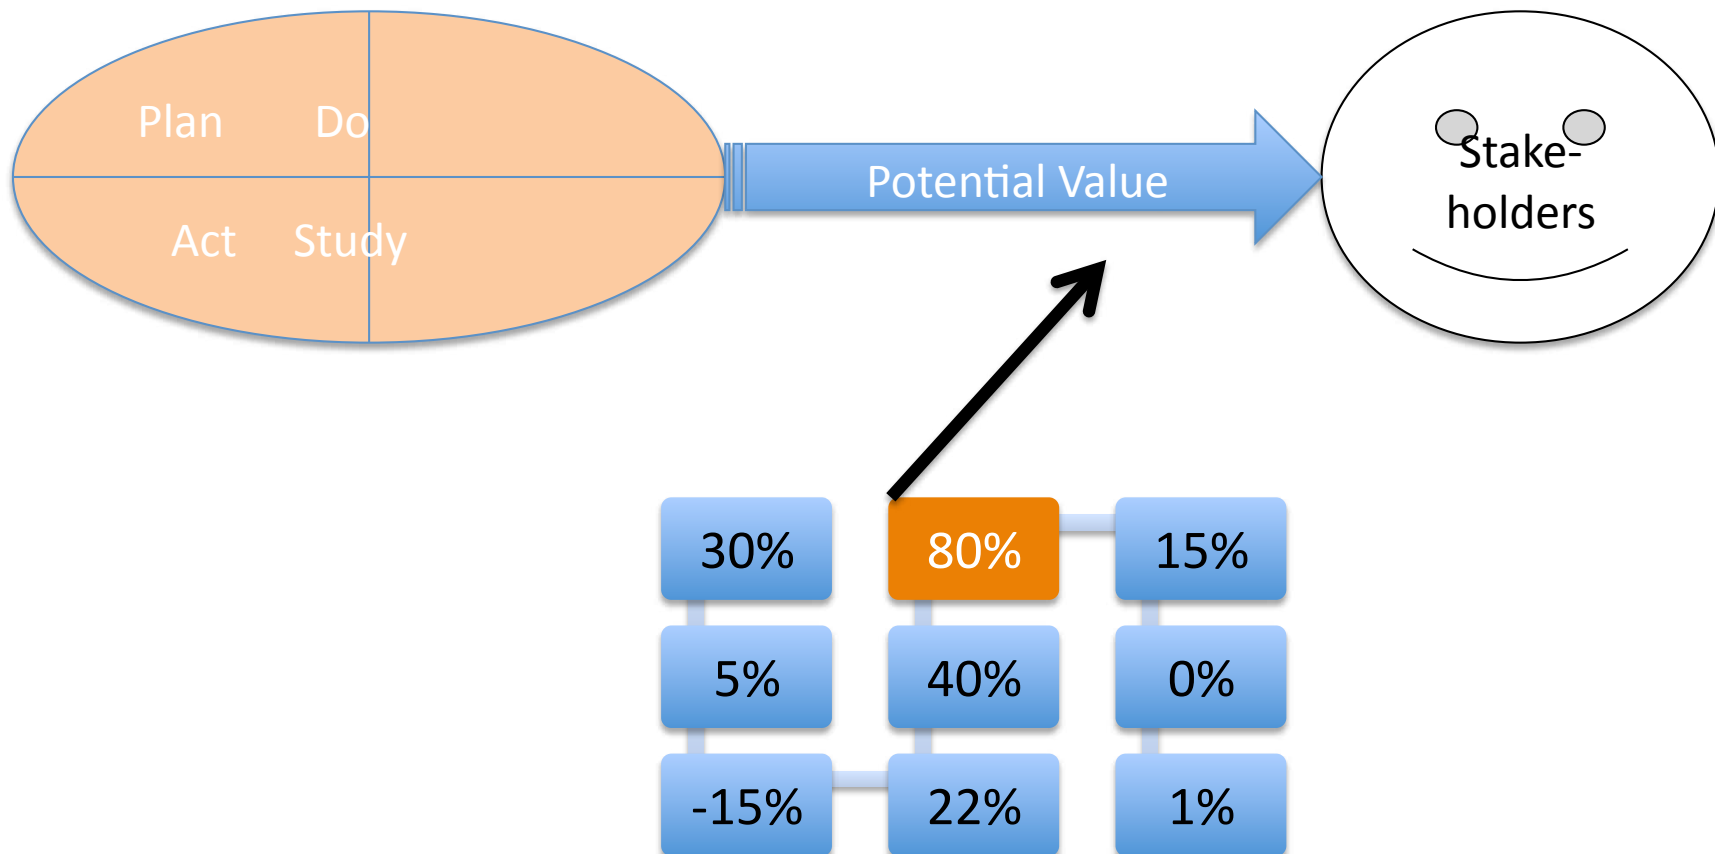 Plan Do
Act Study
Potential Value
Stake-
holders
30% 80% 15%
5% 40% 0%
-15% 22% 1%